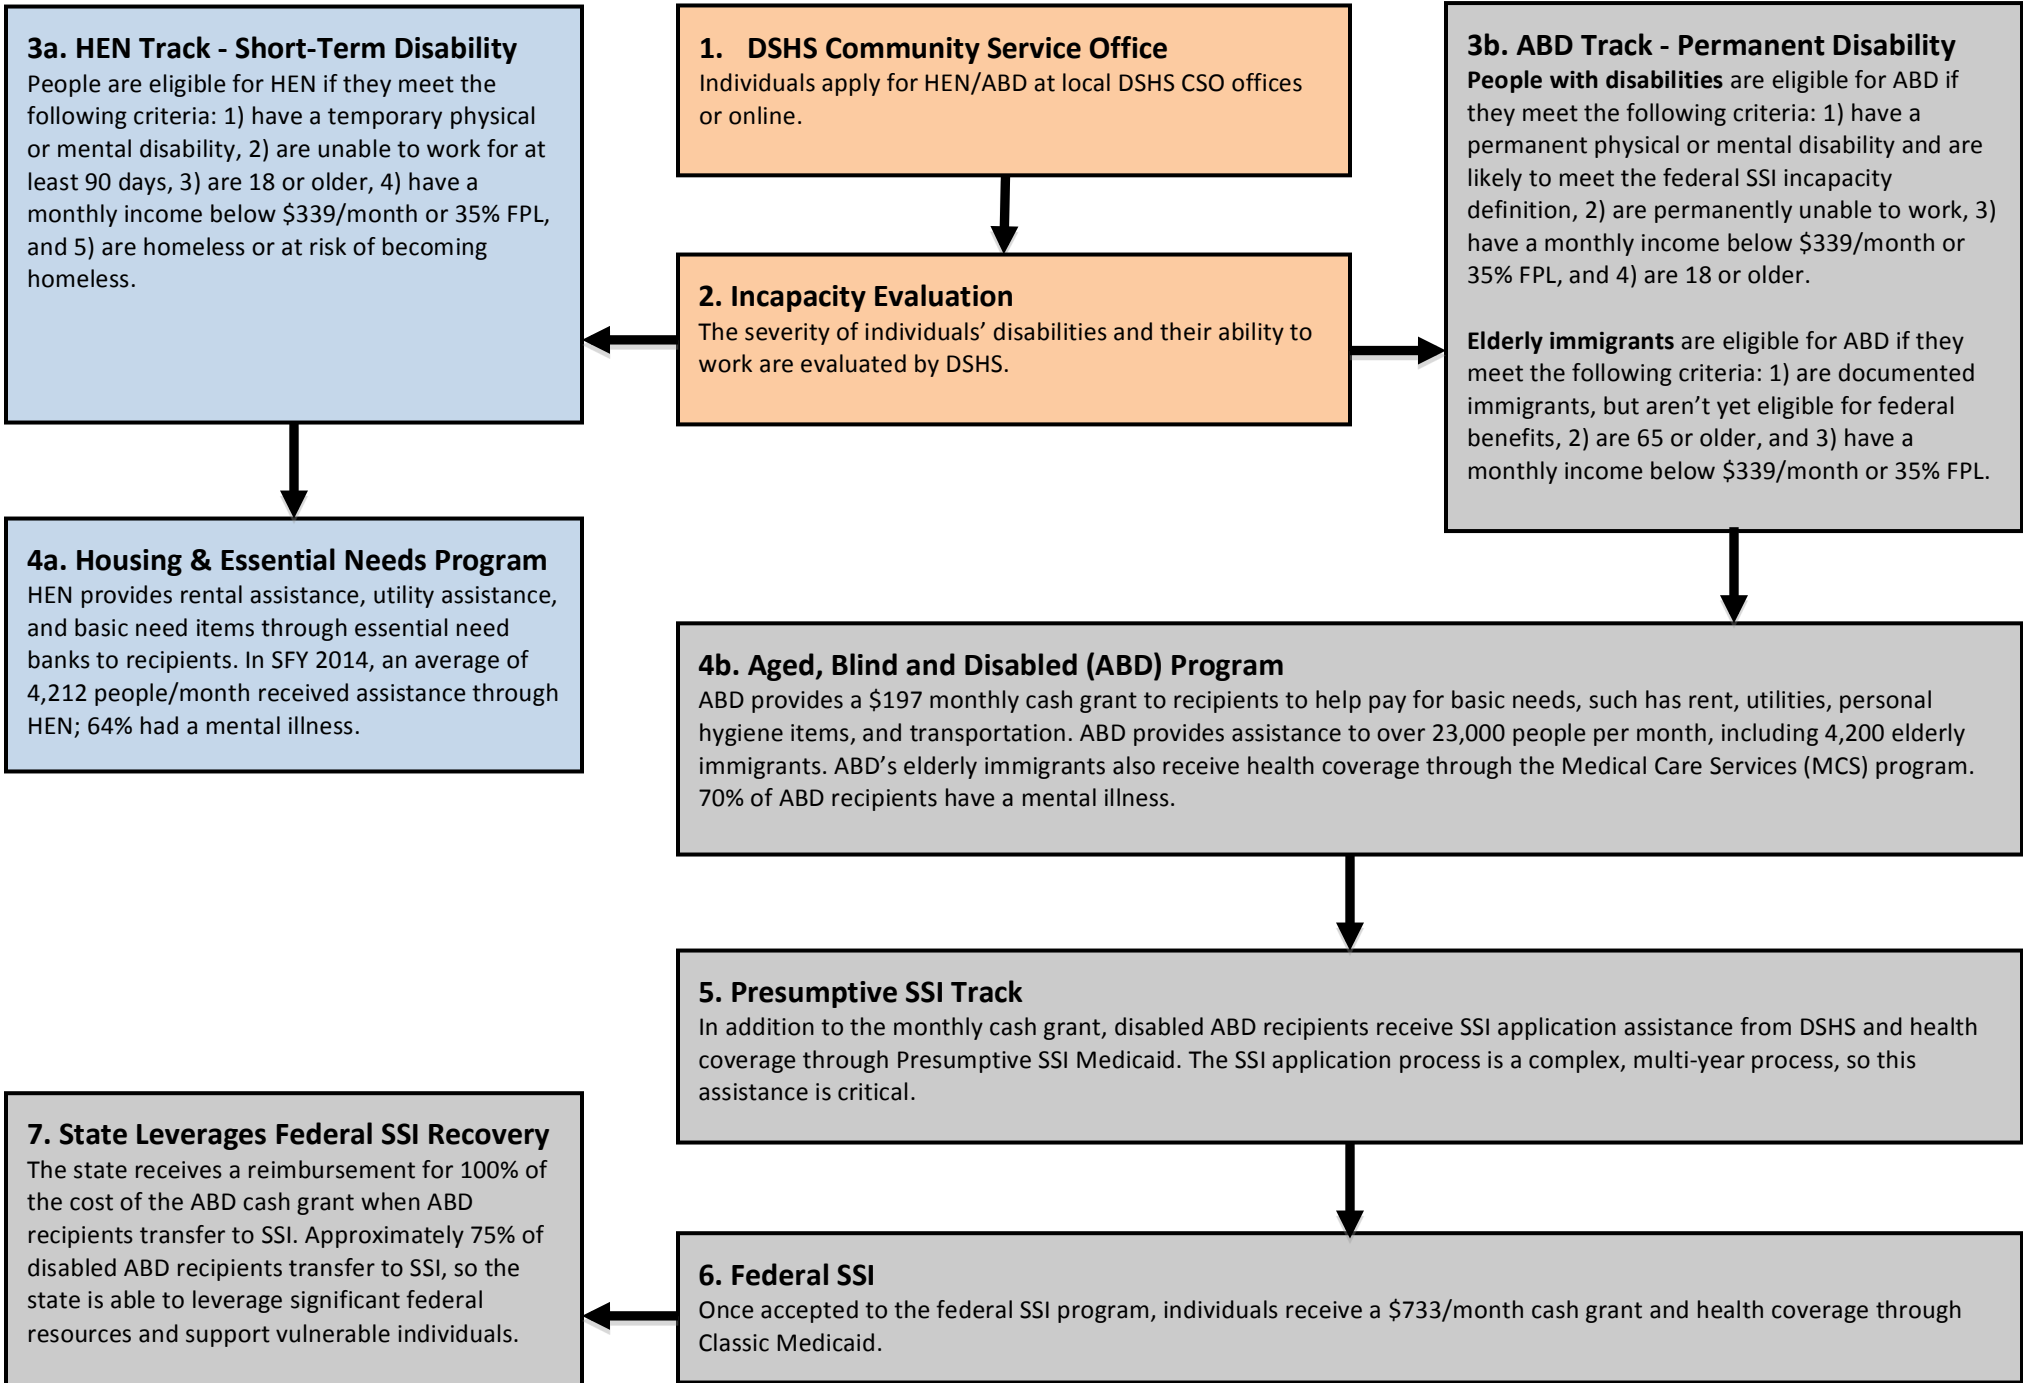 1. DSHS Community Service Office
Individuals apply for HEN/ABD at local DSHS CSO offices
or online.
2. Incapacity Evaluation
The severity of individuals’ disabilities and their ability to
work are evaluated by DSHS.
3a. HEN Track - Short-Term Disability
People are eligible for HEN if they meet the
following criteria: 1) have a temporary physical
or mental disability, 2) are unable to work for at
least 90 days, 3) are 18 or older, 4) have a
monthly income below $339/month or 35% FPL,
and 5) are homeless or at risk of becoming
homeless.
3b. ABD Track - Permanent Disability
People with disabilities are eligible for ABD if
they meet the following criteria: 1) have a
permanent physical or mental disability and are
likely to meet the federal SSI incapacity
definition, 2) are permanently unable to work, 3)
have a monthly income below $339/month or
35% FPL, and 4) are 18 or older.
Elderly immigrants are eligible for ABD if they
meet the following criteria: 1) are documented
immigrants, but aren’t yet eligible for federal
benefits, 2) are 65 or older, and 3) have a
monthly income below $339/month or 35% FPL.
4a. Housing & Essential Needs Program
HEN provides rental assistance, utility assistance,
and basic need items through essential need
banks to recipients. In SFY 2014, an average of
4,212 people/month received assistance through
HEN; 64% had a mental illness.
4b. Aged, Blind and Disabled (ABD) Program
ABD provides a $197 monthly cash grant to recipients to help pay for basic needs, such has rent, utilities, personal
hygiene items, and transportation. ABD provides assistance to over 23,000 people per month, including 4,200 elderly
immigrants. ABD’s elderly immigrants also receive health coverage through the Medical Care Services (MCS) program.
70% of ABD recipients have a mental illness.
5. Presumptive SSI Track
In addition to the monthly cash grant, disabled ABD recipients receive SSI application assistance from DSHS and health
coverage through Presumptive SSI Medicaid. The SSI application process is a complex, multi-year process, so this
assistance is critical.
6. Federal SSI
Once accepted to the federal SSI program, individuals receive a $733/month cash grant and health coverage through
Classic Medicaid.
7. State Leverages Federal SSI Recovery
The state receives a reimbursement for 100% of
the cost of the ABD cash grant when ABD
recipients transfer to SSI. Approximately 75% of
disabled ABD recipients transfer to SSI, so the
state is able to leverage significant federal
resources and support vulnerable individuals.